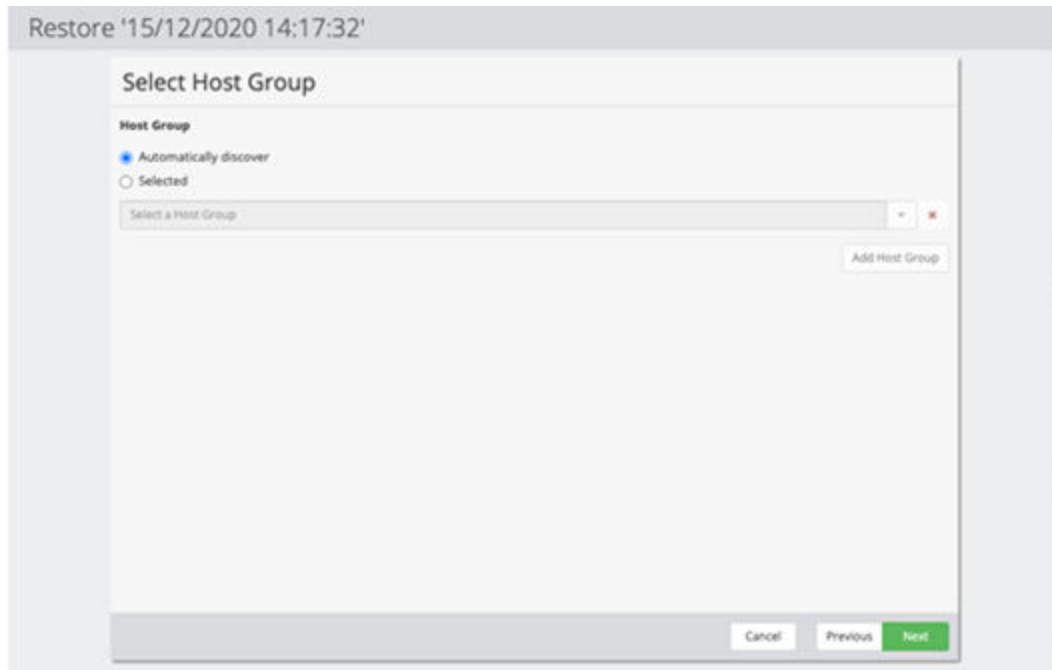 Restore '15/12/2020 14:17:32'
Select Host Group
Host Group
Automatically discover
Selected
Select a Host Group
Add Host Group
Cancel Previous Next